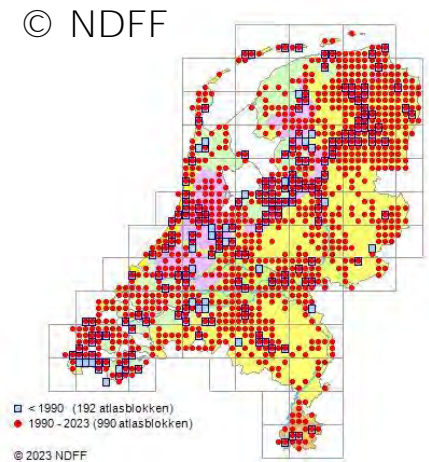 © NDFF
< 1990 (192 atlasblokken)
1990 - 2023 (990 atlasblokken)
© 2023 NDFF